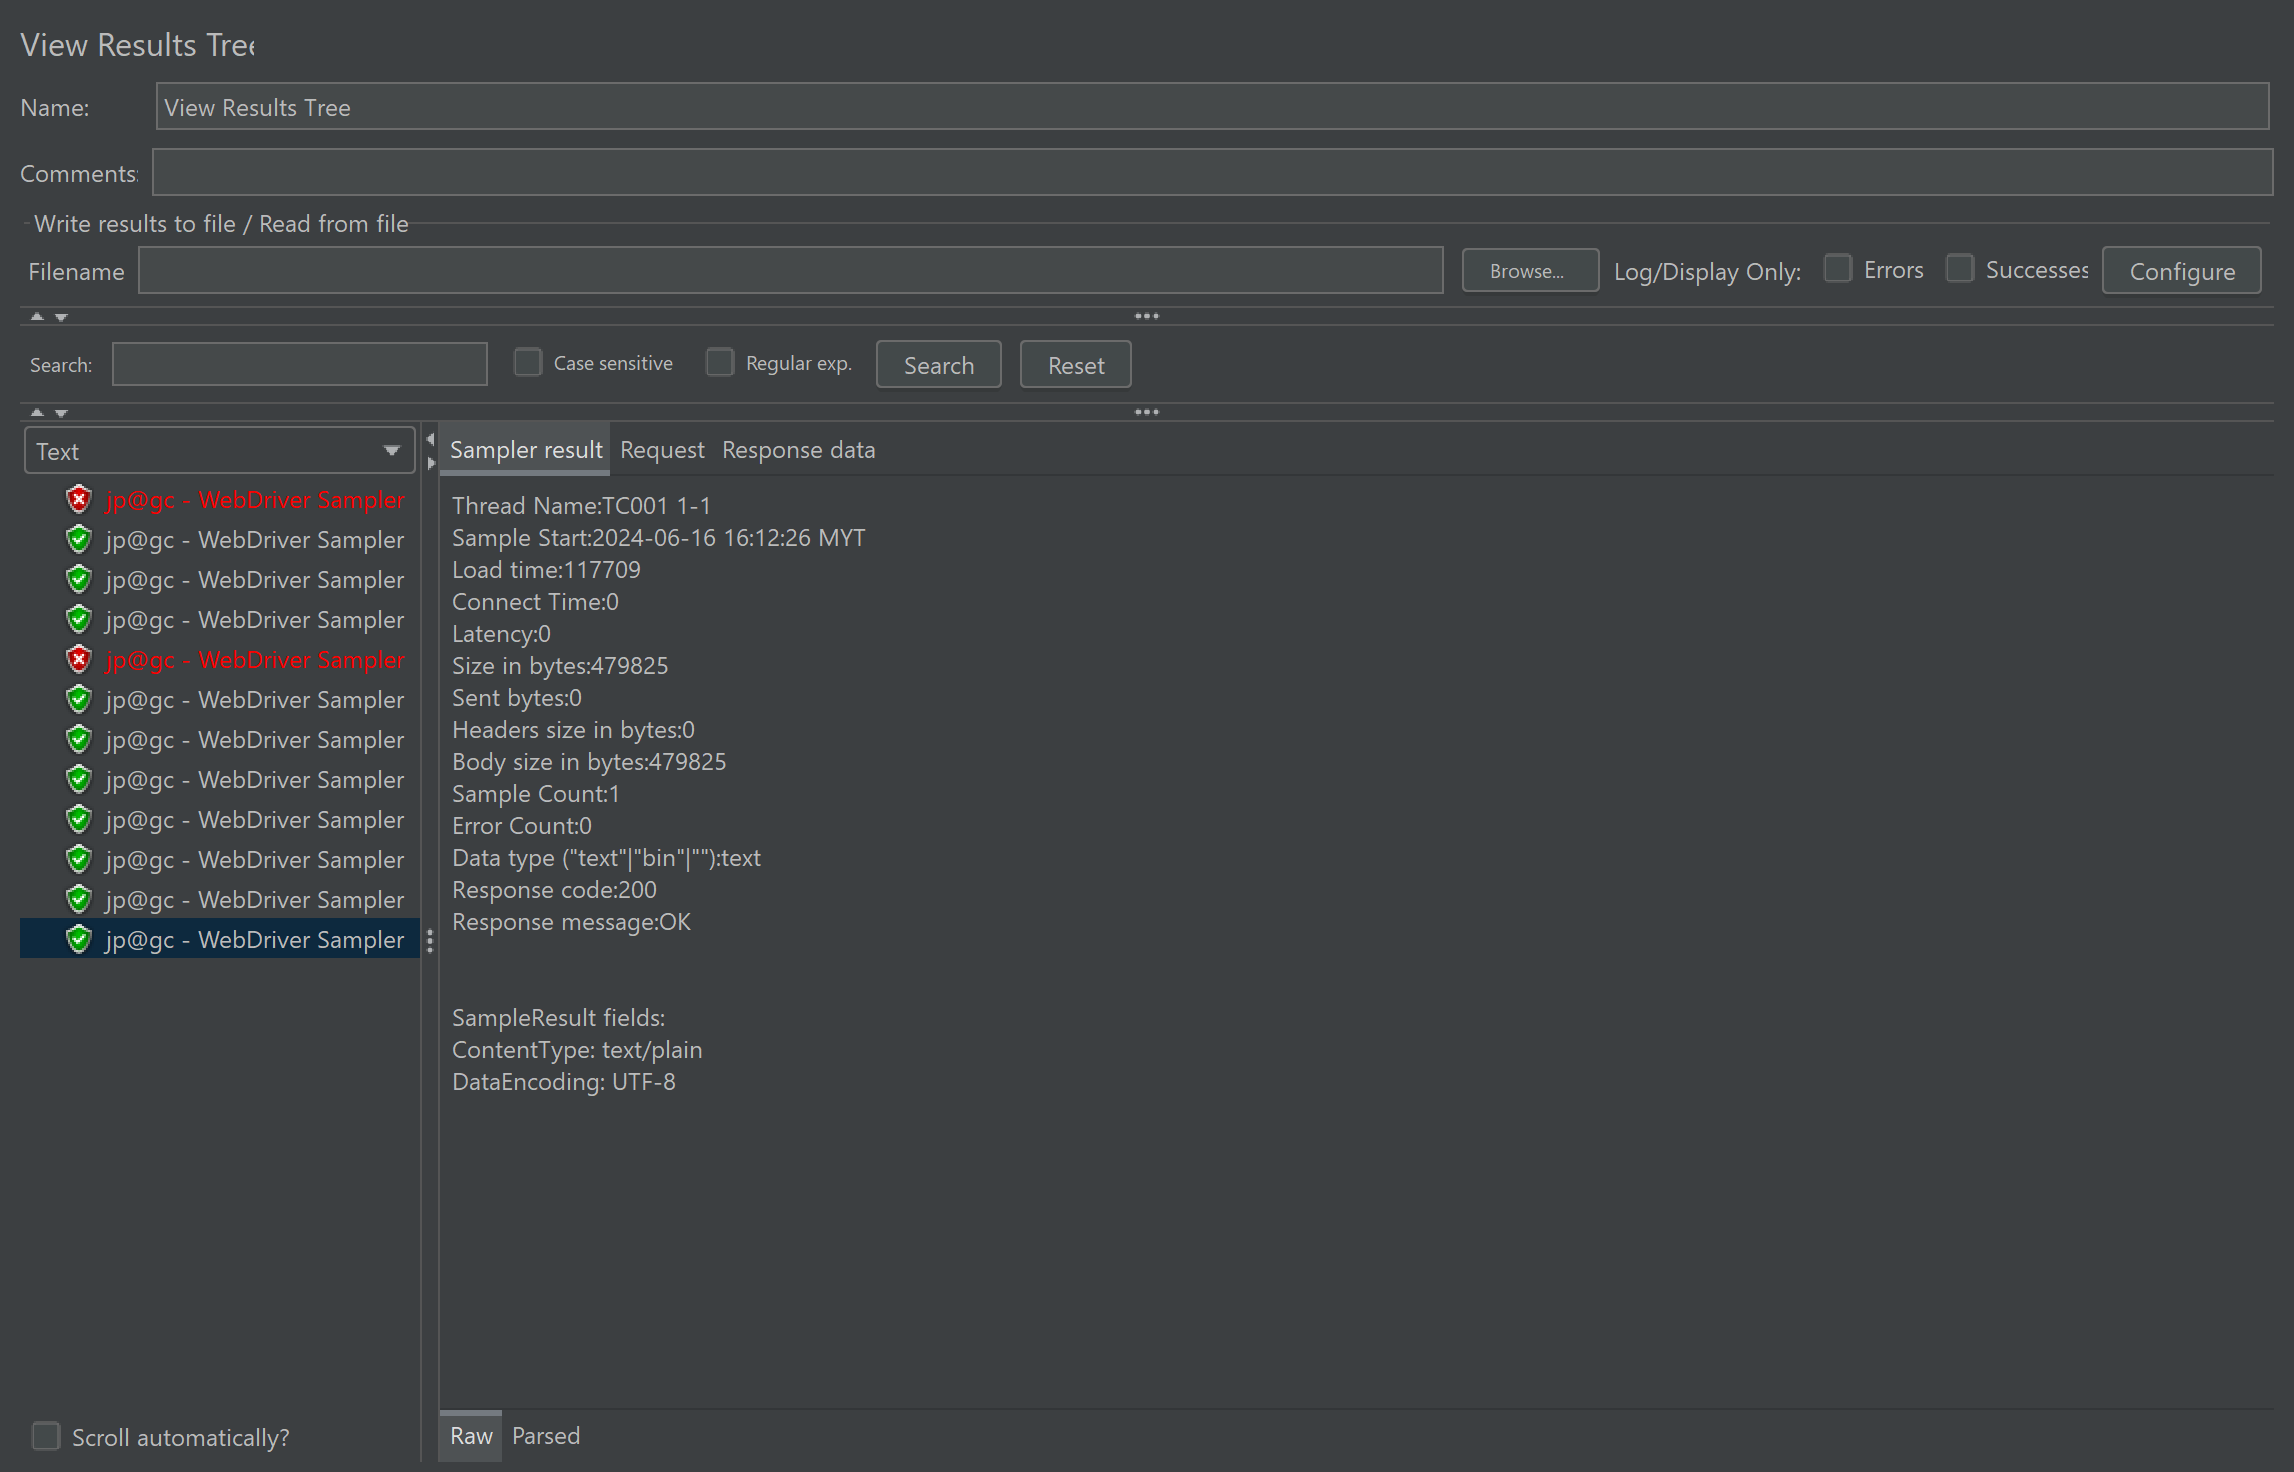 View Results Tree
Name: View Results Tree
Comments:
Write results to file / Read from file
Filename Browse... Log/Display Only: Errors Successes Configure
Search: Case sensitive Regular exp. Search Reset
Text
jp@gc - WebDriver Sampler
jp@gc - WebDriver Sampler
jp@gc - WebDriver Sampler
jp@gc - WebDriver Sampler
jp@gc - WebDriver Sampler
jp@gc - WebDriver Sampler
jp@gc - WebDriver Sampler
jp@gc - WebDriver Sampler
jp@gc - WebDriver Sampler
jp@gc - WebDriver Sampler
jp@gc - WebDriver Sampler
jp@gc - WebDriver Sampler
Scroll automatically?
Sampler result Request Response data
Thread Name:TC001 1-1
Sample Start:2024-06-16 16:12:26 MYT
Load time:117709
Connect Time:0
Latency:0
Size in bytes:479825
Sent bytes:0
Headers size in bytes:0
Body size in bytes:479825
Sample Count:1
Error Count:0
Data type ("text"|"bin"|""):text
Response code:200
Response message:OK
SampleResult fields:
ContentType: text/plain
DataEncoding: UTF-8
Raw Parsed